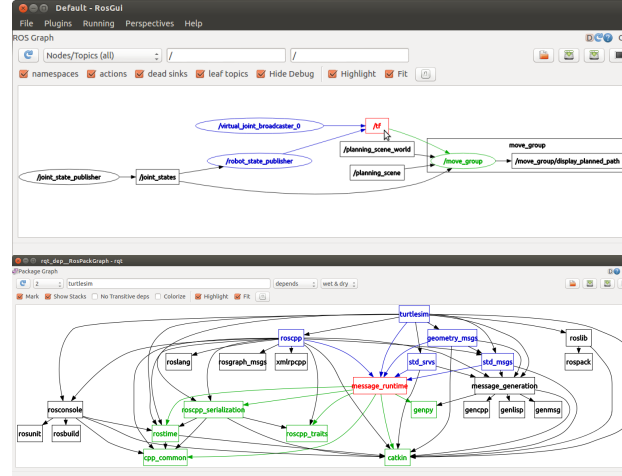 Default - RosGui
File Plugins Running Perspectives Help
ROS Graph
Nodes/Topics (all) / /
namespaces actions dead sinks leaf topics Hide Debug Highlight Fit
/virtual_joint_broadcaster_0 /tf
move_group
/planning_scene_world
/robot_state_publisher /move_group /move_group/display_planned_path
/planning_scene
/joint_state_publisher /joint_states
rqt_dep__RosPackGraph - rqt
Package Graph
2 turtlesim depends wet & dry
Mark Show Stacks No Transitive deps Colorize Highlight Fit
turtlesim
roscpp geometry_msgs roslib
roslang rosgraph_msgs xmlrpcpp std_srvs std_msgs rospack
message_runtime message_generation
rosconsole roscpp_serialization genpy gencpp genlisp genmsg
rosunit rosbuild rostime roscpp_traits
cpp_common catkin